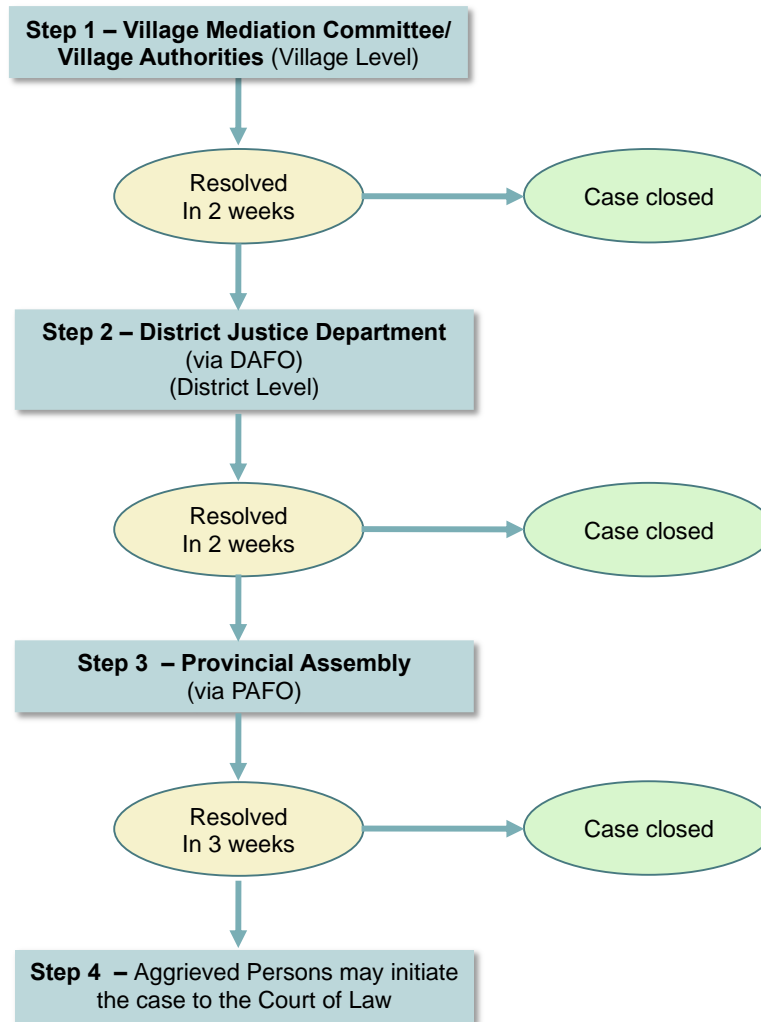 Step 1 – Village Mediation Committee/
Village Authorities (Village Level)
Resolved
In 2 weeks
Case closed
Step 2 – District Justice Department
(via DAFO)
(District Level)
Resolved
In 2 weeks
Case closed
Step 3 – Provincial Assembly
(via PAFO)
Resolved
In 3 weeks
Case closed
Step 4 – Aggrieved Persons may initiate
the case to the Court of Law